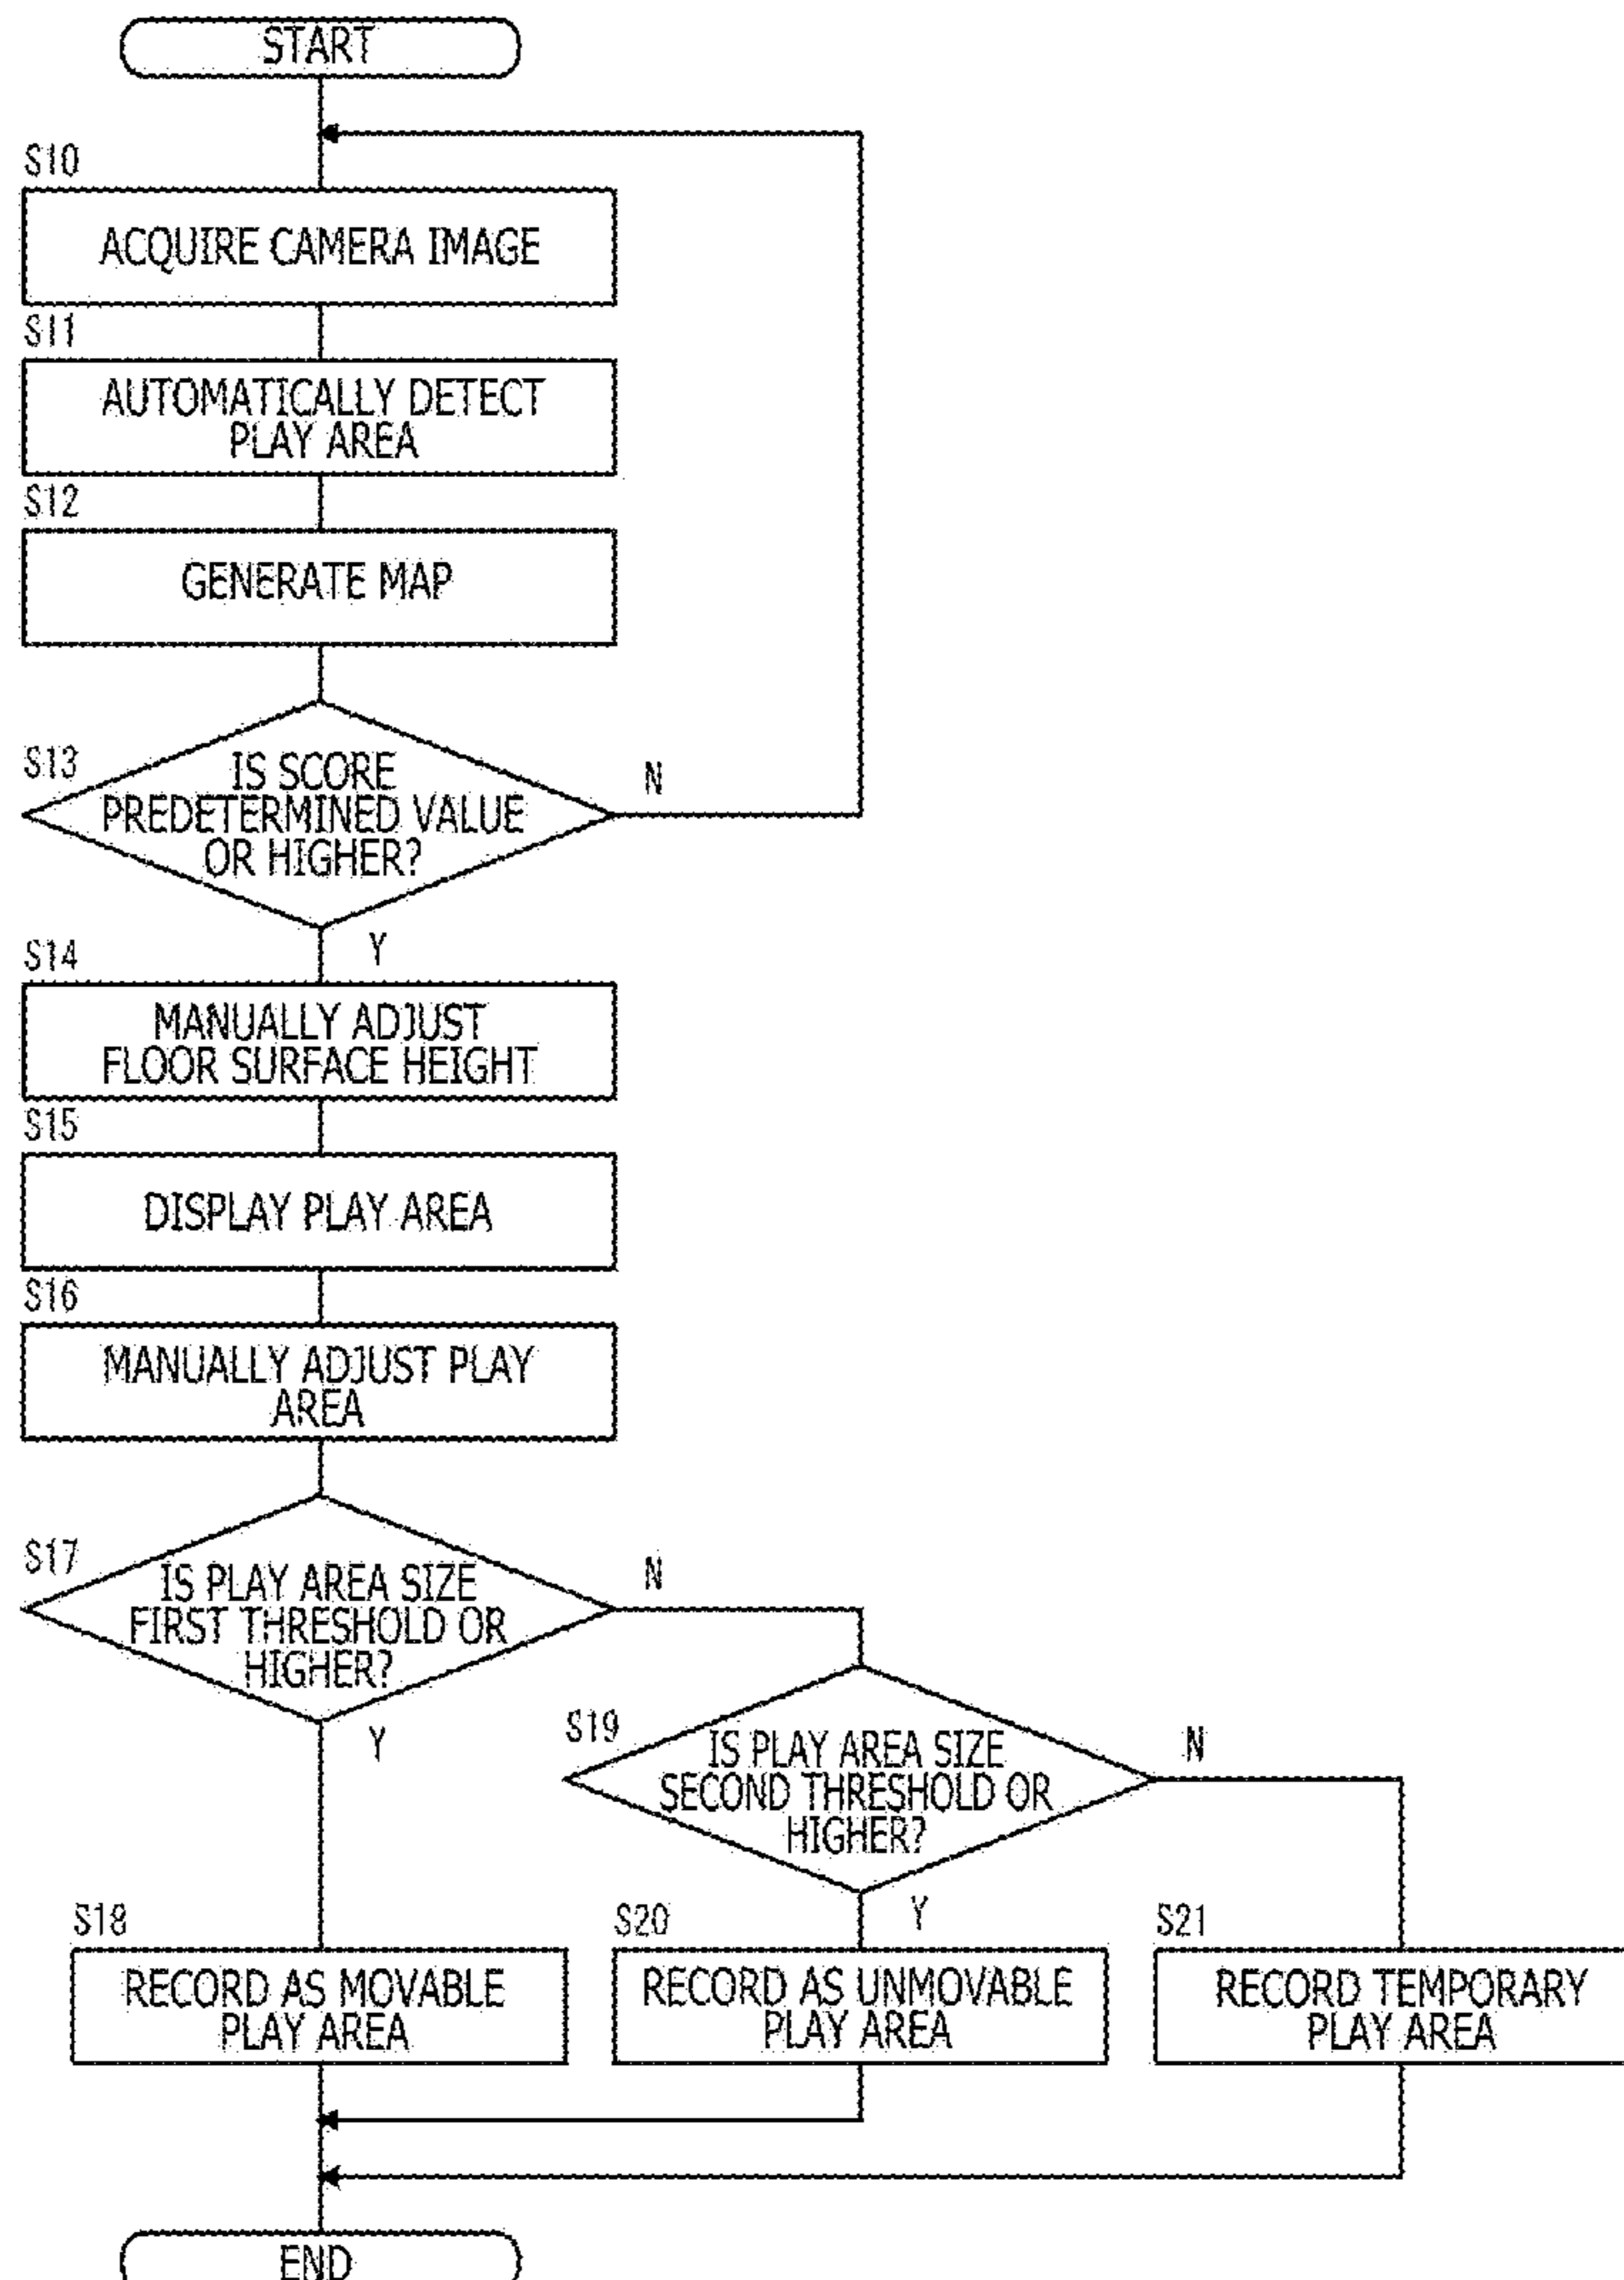 START
S10
ACQUIRE CAMERA IMAGE
S11
AUTOMATICALLY DETECT
PLAY AREA
S12
GENERATE MAP
S13
IS SCORE
PREDETERMINED VALUE
OR HIGHER?
N
Y
S14
MANUALLY ADJUST
FLOOR SURFACE HEIGHT
S15
DISPLAY PLAY AREA
S16
MANUALLY ADJUST PLAY
AREA
S17
IS PLAY AREA SIZE
FIRST THRESHOLD OR
HIGHER?
N
Y
S19
IS PLAY AREA SIZE
SECOND THRESHOLD OR
HIGHER?
N
Y
S18
RECORD AS MOVABLE
PLAY AREA
S20
RECORD AS UNMOVABLE
PLAY AREA
S21
RECORD TEMPORARY
PLAY AREA
END